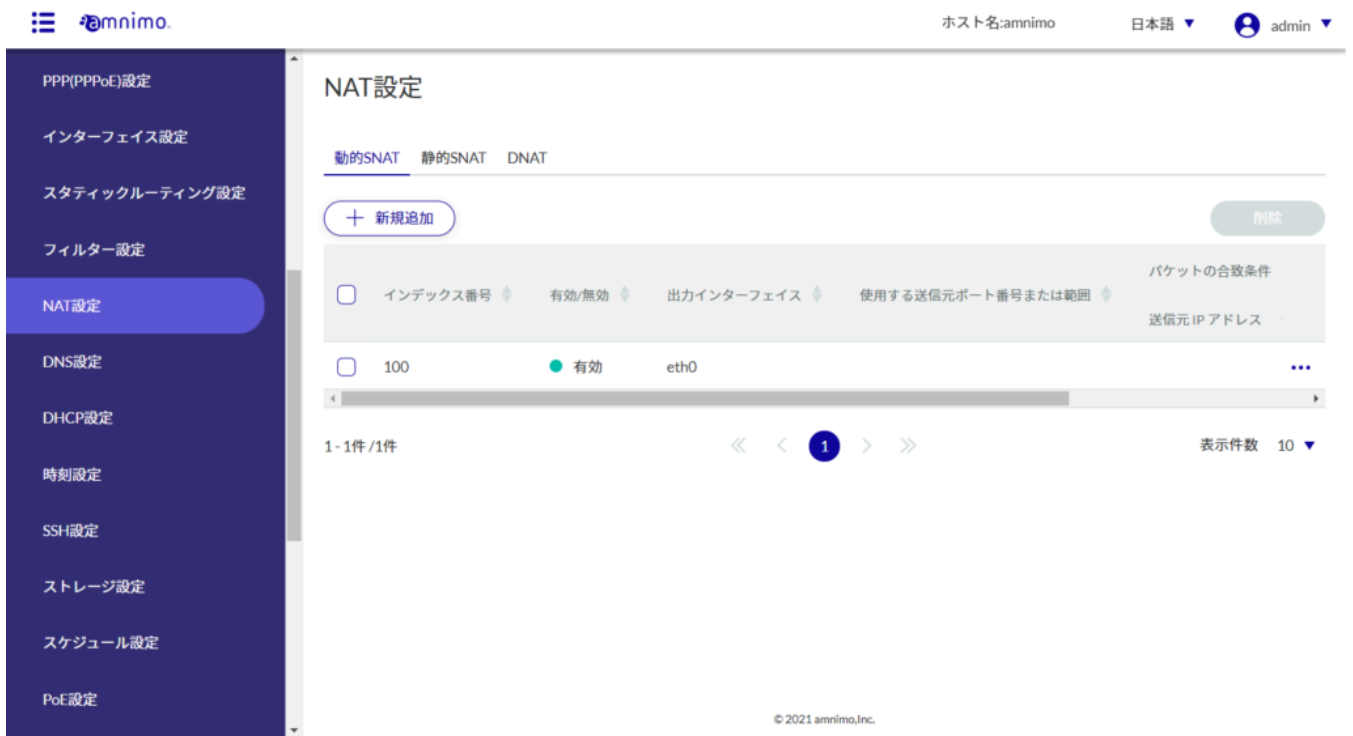 amnimo.
ホスト名:amnimo
日本語
admin
PPP(PPPoE)設定
インターフェイス設定
スタティックルーティング設定
フィルター設定
NAT設定
DNS設定
DHCP設定
時刻設定
SSH設定
ストレージ設定
スケジュール設定
PoE設定
NAT設定
動的SNAT 静的SNAT DNAT
新規追加
削除
インデックス番号 有効/無効 出力インターフェイス 使用する送信元ポート番号または範囲 パケットの合致条件
送信元 IP アドレス
100 有効 eth0
1 - 1件 /1件
1
表示件数 10
© 2021 amnimo,Inc.